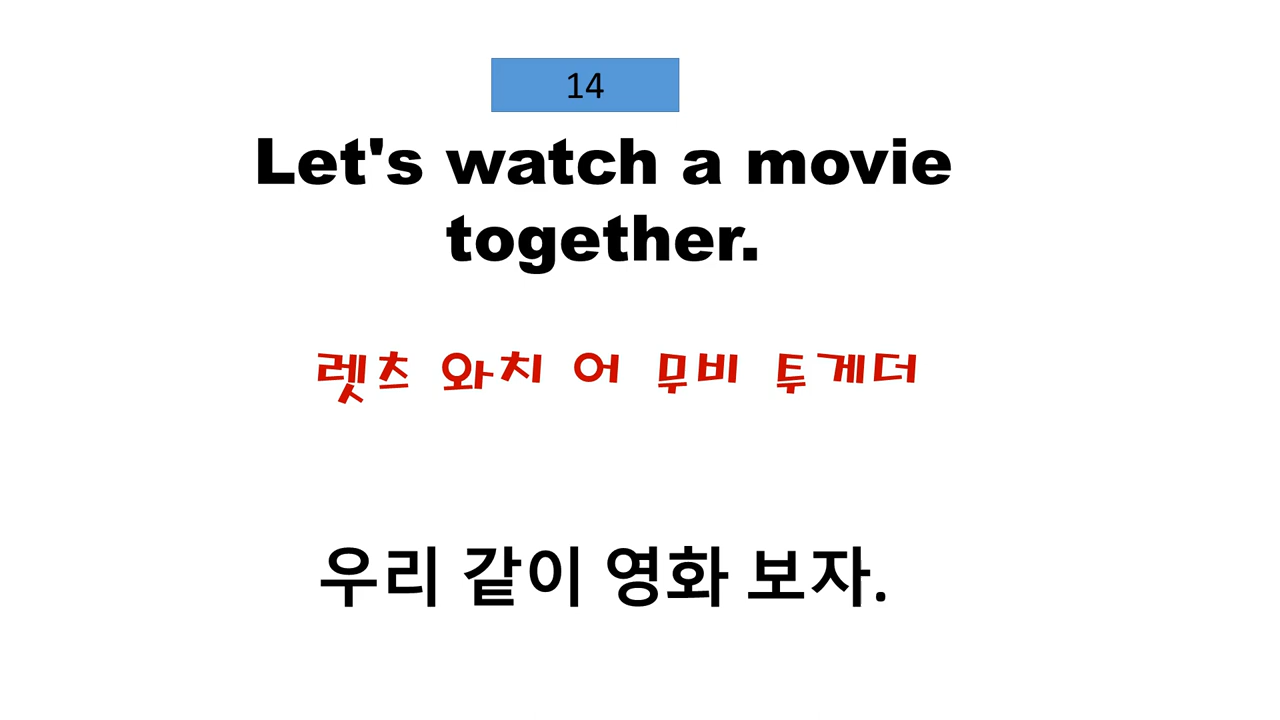 14
Let's watch a movie
together.
렛츠 와치 어 무비 투게더
우리 같이 영화 보자.